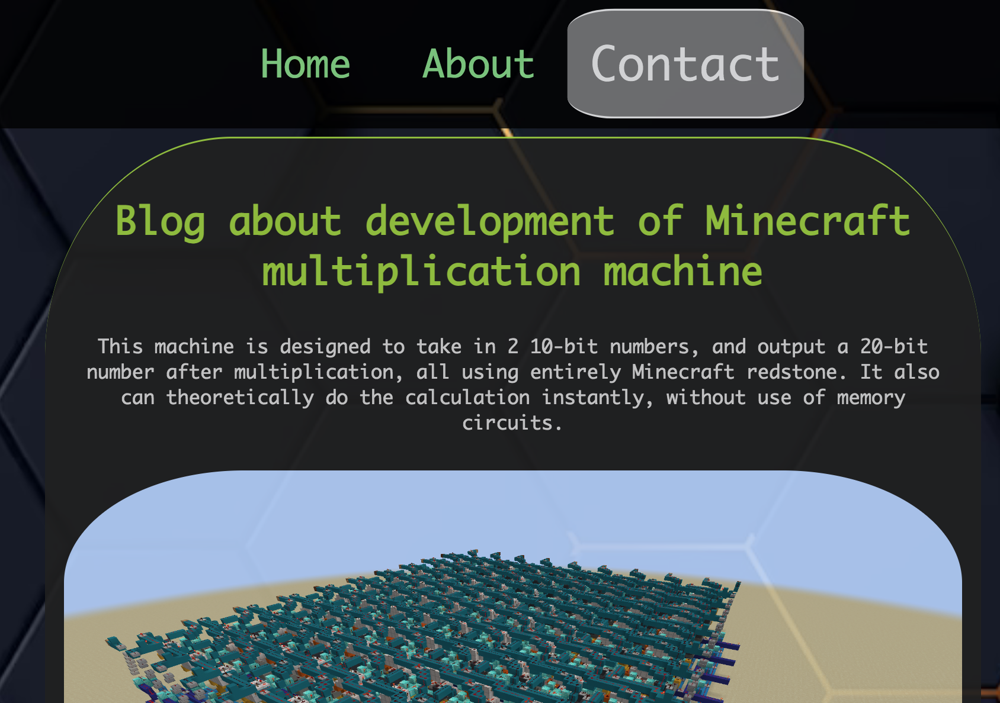 Home About Contact
Blog about development of Minecraft
multiplication machine
This machine is designed to take in 2 10-bit numbers, and output a 20-bit
number after multiplication, all using entirely Minecraft redstone. It also
can theoretically do the calculation instantly, without use of memory
circuits.